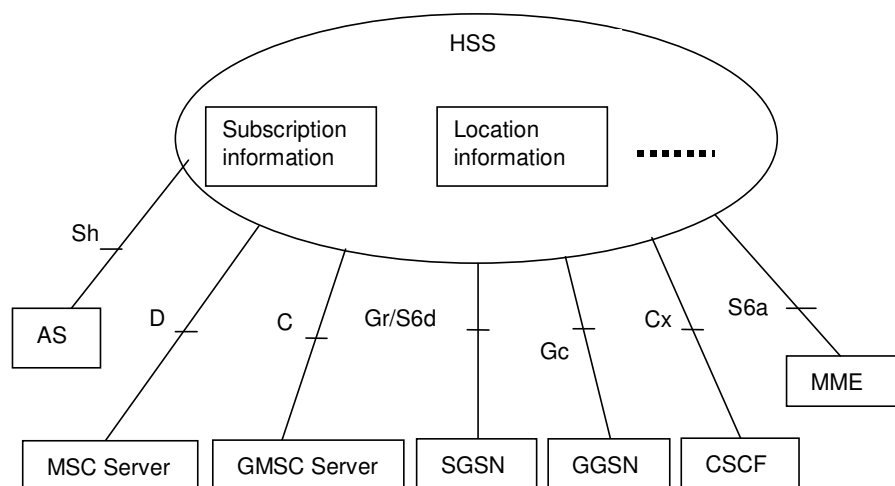 HSS
Subscription
information
Location
information
Sh
D
C
Gr/S6d
Gc
Cx
S6a
AS
MME
MSC Server
GMSC Server
SGSN
GGSN
CSCF